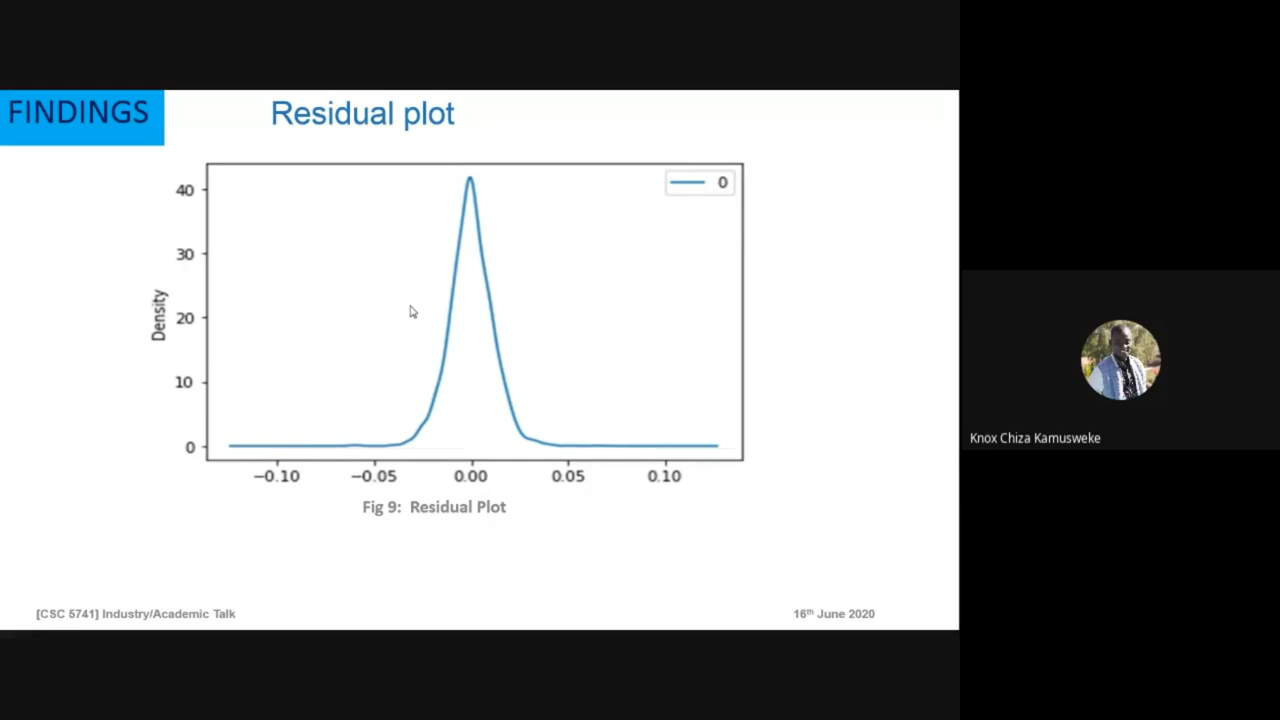 FINDINGS
Residual plot
0
40
30
20
10
0
Density
−0.10 −0.05 0.00 0.05 0.10
Fig 9: Residual Plot
[CSC 5741] Industry/Academic Talk
16th June 2020
Knox Chiza Kamusweke